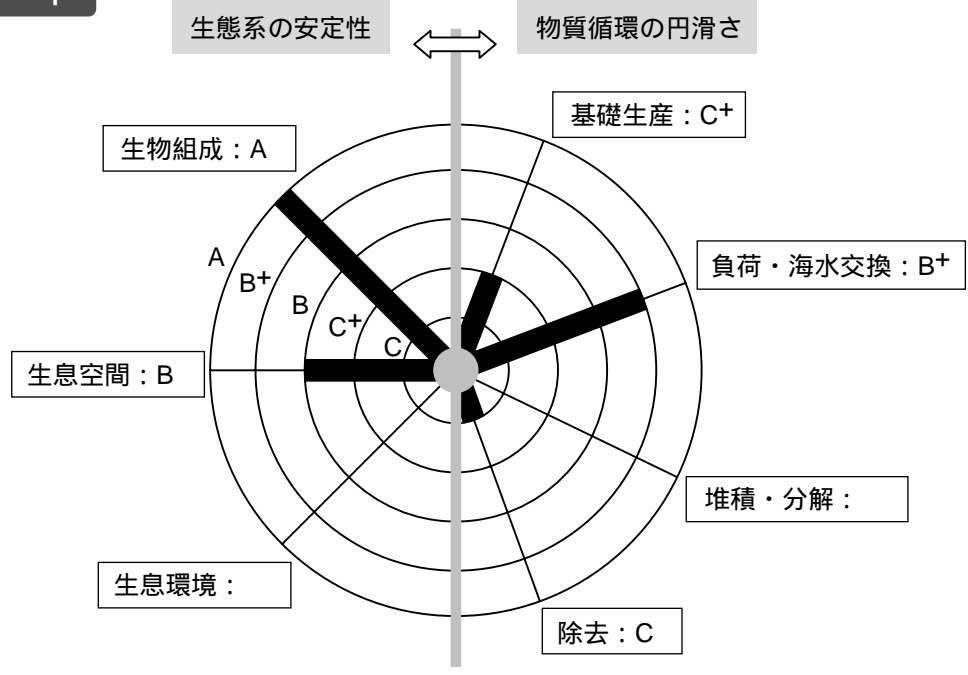 生態系の安定性
物質循環の円滑さ
基礎生産：C+
生物組成：A
A
負荷・海水交換：B+
B+
B
C+
C
生息空間：B
堆積・分解：
生息環境：
除去：C